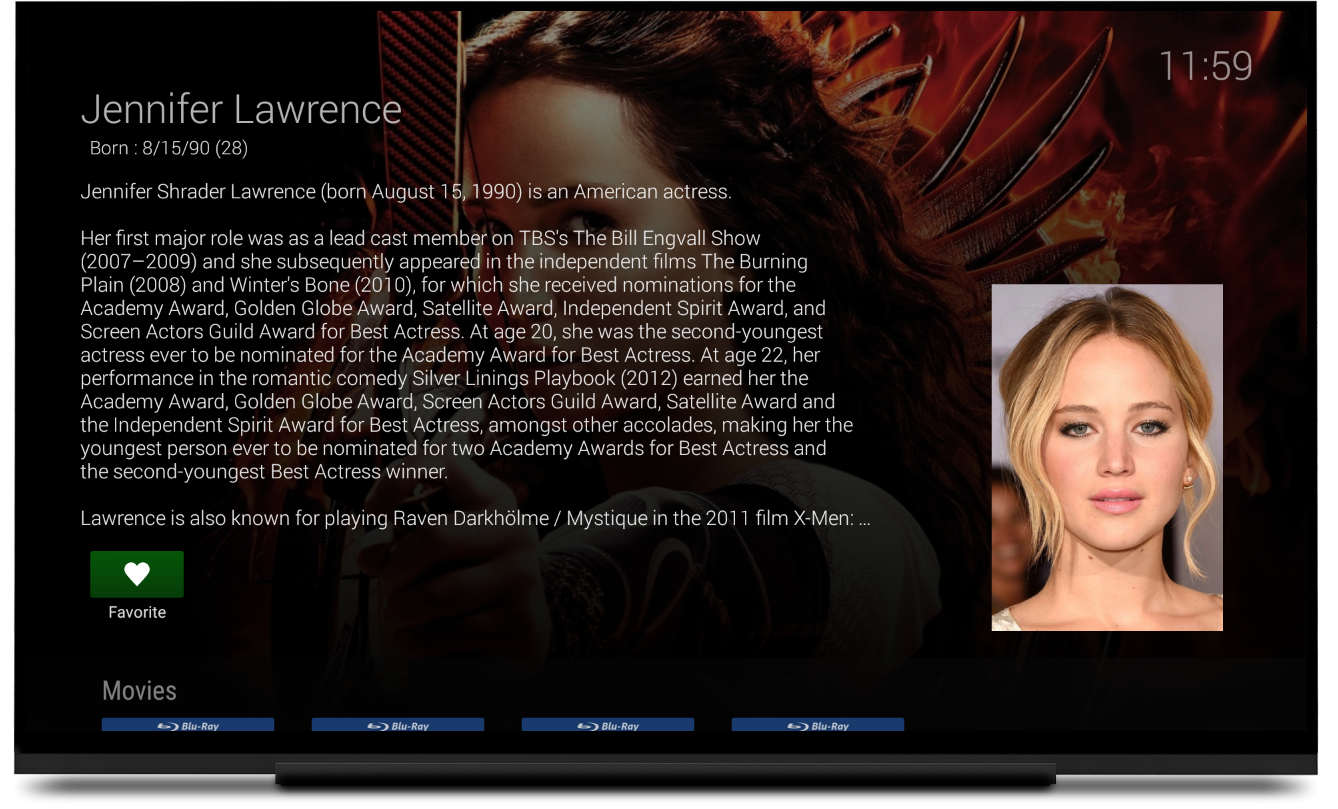 11:59
Jennifer Lawrence
Born : 8/15/90 (28)
Jennifer Shrader Lawrence (born August 15, 1990) is an American actress.
Her first major role was as a lead cast member on TBS's The Bill Engvall Show
(2007–2009) and she subsequently appeared in the independent films The Burning
Plain (2008) and Winter's Bone (2010), for which she received nominations for the
Academy Award, Golden Globe Award, Satellite Award, Independent Spirit Award, and
Screen Actors Guild Award for Best Actress. At age 20, she was the second-youngest
actress ever to be nominated for the Academy Award for Best Actress. At age 22, her
performance in the romantic comedy Silver Linings Playbook (2012) earned her the
Academy Award, Golden Globe Award, Screen Actors Guild Award, Satellite Award and
the Independent Spirit Award for Best Actress, amongst other accolades, making her the
youngest person ever to be nominated for two Academy Awards for Best Actress and
the second-youngest Best Actress winner.
Lawrence is also known for playing Raven Darkhölme / Mystique in the 2011 film X-Men: ...
Favorite
Movies
Blu-Ray Blu-Ray Blu-Ray Blu-Ray